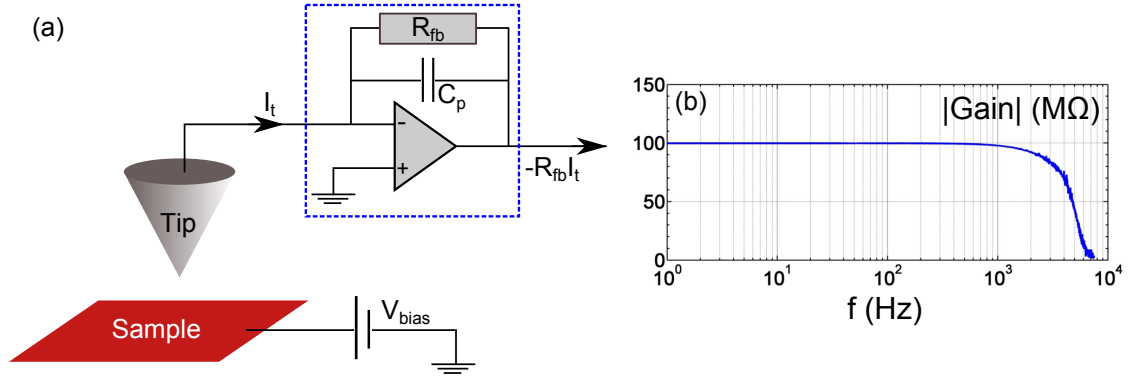 (a)
R_fb
C_p
I_t
-
+
-R_fbI_t
Tip
Sample
V_bias
(b)
|Gain| (MΩ)
150
100
50
0
10^0
10^1
10^2
10^3
10^4
f (Hz)